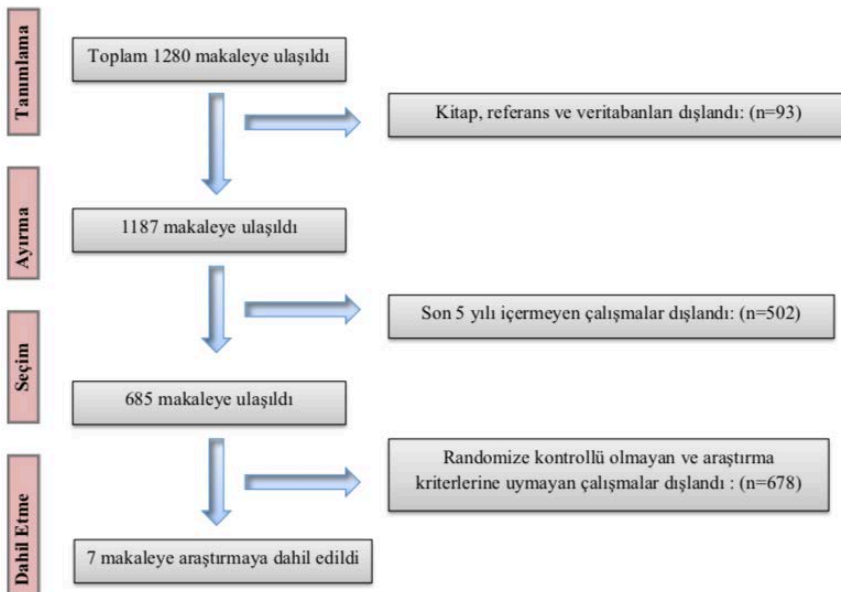 Tanımlama
Toplam 1280 makaleye ulaşıldı
Kitap, referans ve veritabanları dışlandı: (n=93)
Ayırma
1187 makaleye ulaşıldı
Son 5 yılı içermeyen çalışmalar dışlandı: (n=502)
Seçim
685 makaleye ulaşıldı
Randomize kontrollü olmayan ve araştırma
kriterlerine uymayan çalışmalar dışlandı : (n=678)
Dahil Etme
7 makaleye araştırmaya dahil edildi